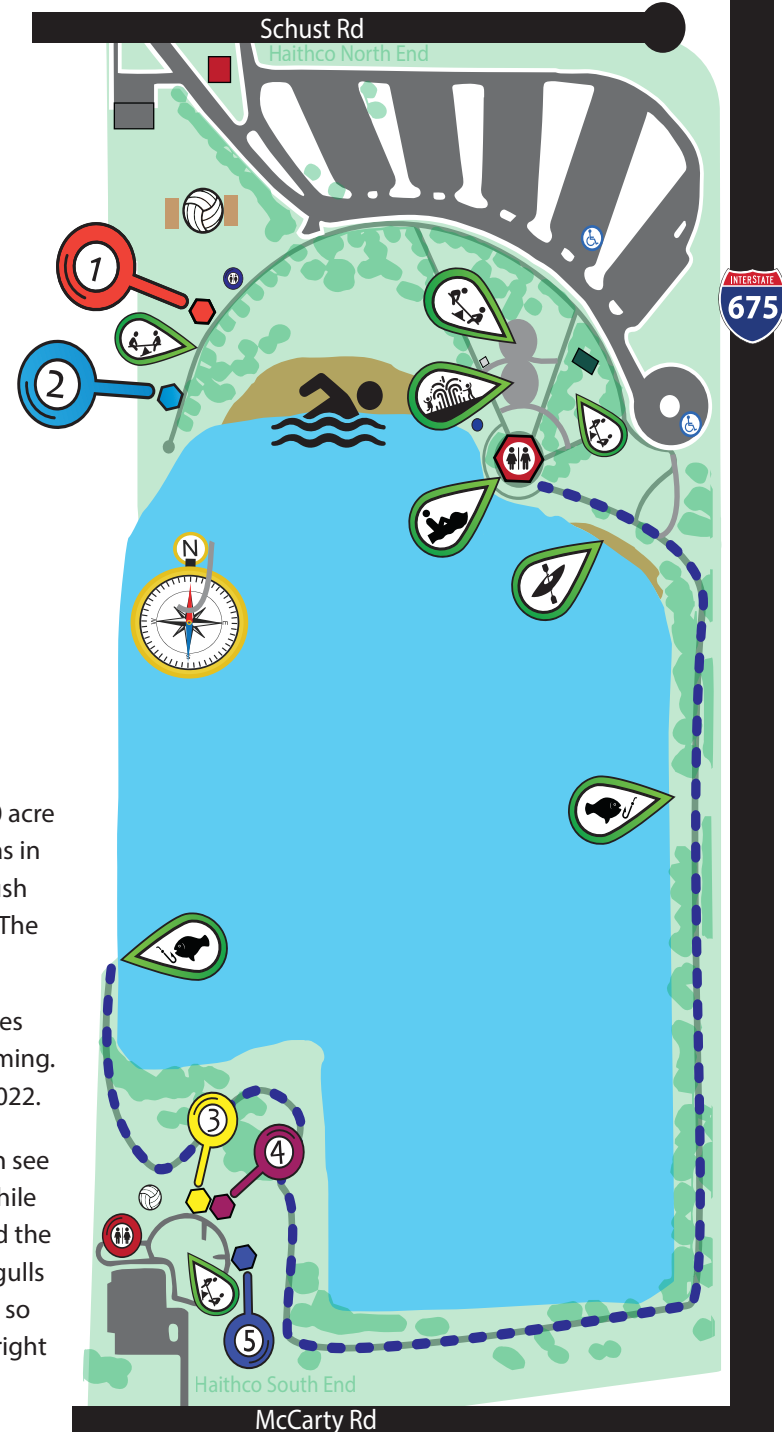 Schust Rd
Haithco North End
1
2
INTERSTATE
675
N
acre
s in
sh
The
es
ming.
022.
n see
hile
d the
gulls
so
right
3
4
5
Haithco South End
McCarty Rd